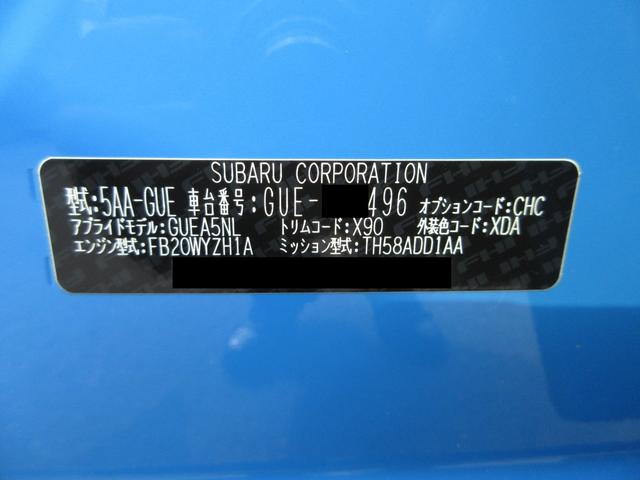 SUBARU CORPORATION
型式:5AA-GUE 車台番号:GUE- 496 オプションコード:CHC
アプライドモデル:GUEA5NL トリムコード:X90 外装色コード:XDA
エンジン型式:FB20WYZH1A ミッション型式:TH58ADD1AA